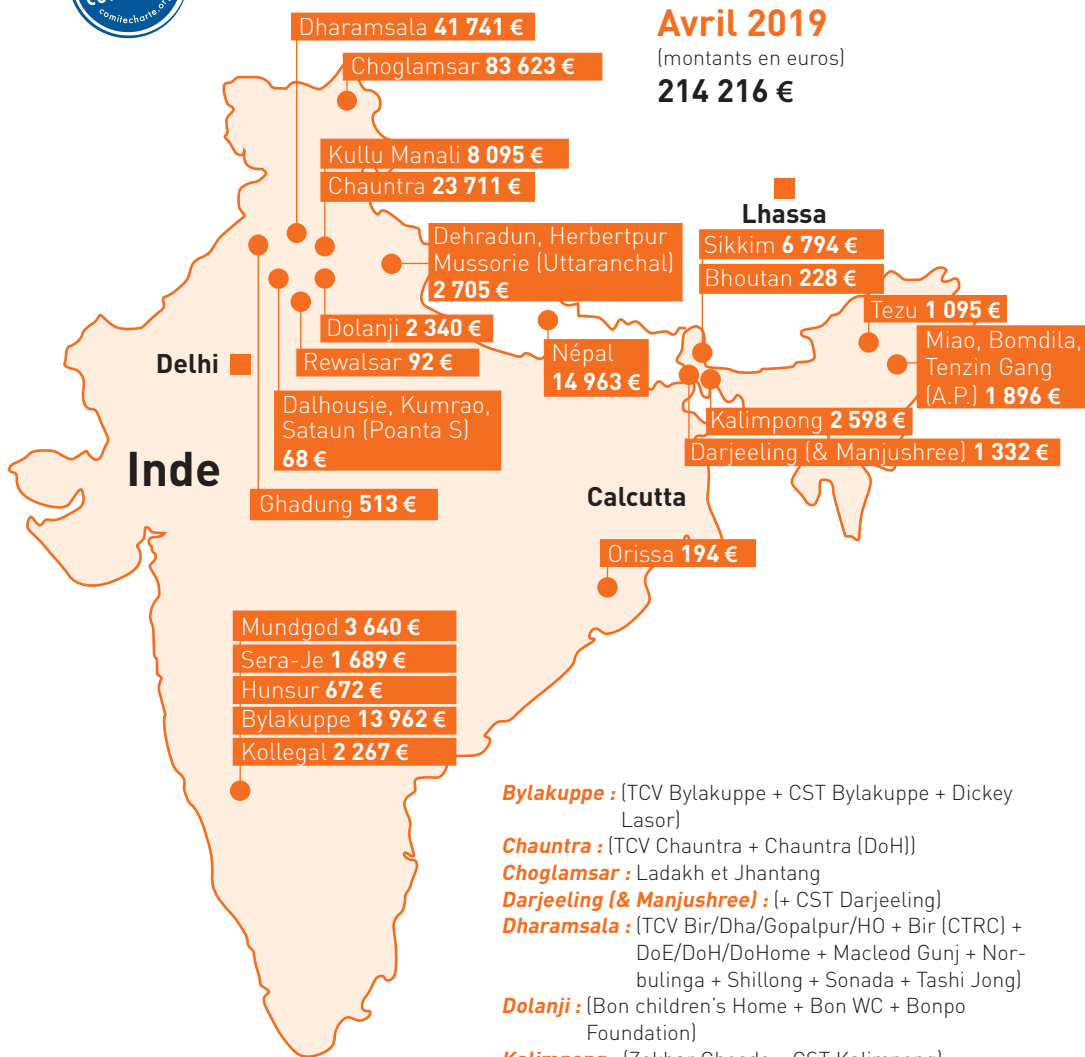 comitecharte.org
Avril 2019
(montants en euros)
214 216 €
Dharamsala 41 741 €
Choglamsar 83 623 €
Kullu Manali 8 095 €
Chauntra 23 711 €
Lhassa
Dehradun, Herbertpur
Mussorie (Uttaranchal)
2 705 €
Sikkim 6 794 €
Bhoutan 228 €
Tezu 1 095 €
Dolanji 2 340 €
Rewalsar 92 €
Delhi
Népal
14 963 €
Miao, Bomdila,
Tenzin Gang
(A.P.) 1 896 €
Dalhousie, Kumrao,
Sataun (Poanta S)
68 €
Kalimpong 2 598 €
Darjeeling (& Manjushree) 1 332 €
Inde
Ghadung 513 €
Calcutta
Orissa 194 €
Mundgod 3 640 €
Sera-Je 1 689 €
Hunsur 672 €
Bylakuppe 13 962 €
Kollegal 2 267 €
Bylakuppe : (TCV Bylakuppe + CST Bylakuppe + Dickey
Lasor)
Chauntra : (TCV Chauntra + Chauntra (DoH))
Choglamsar : Ladakh et Jhantang
Darjeeling (& Manjushree) : (+ CST Darjeeling)
Dharamsala : (TCV Bir/Dha/Gopalpur/HO + Bir (CTRC) +
DoE/DoH/DoHome + Macleod Gunj + Nor-
bulinga + Shillong + Sonada + Tashi Jong)
Dolanji : (Bon children's Home + Bon WC + Bonpo
Foundation)